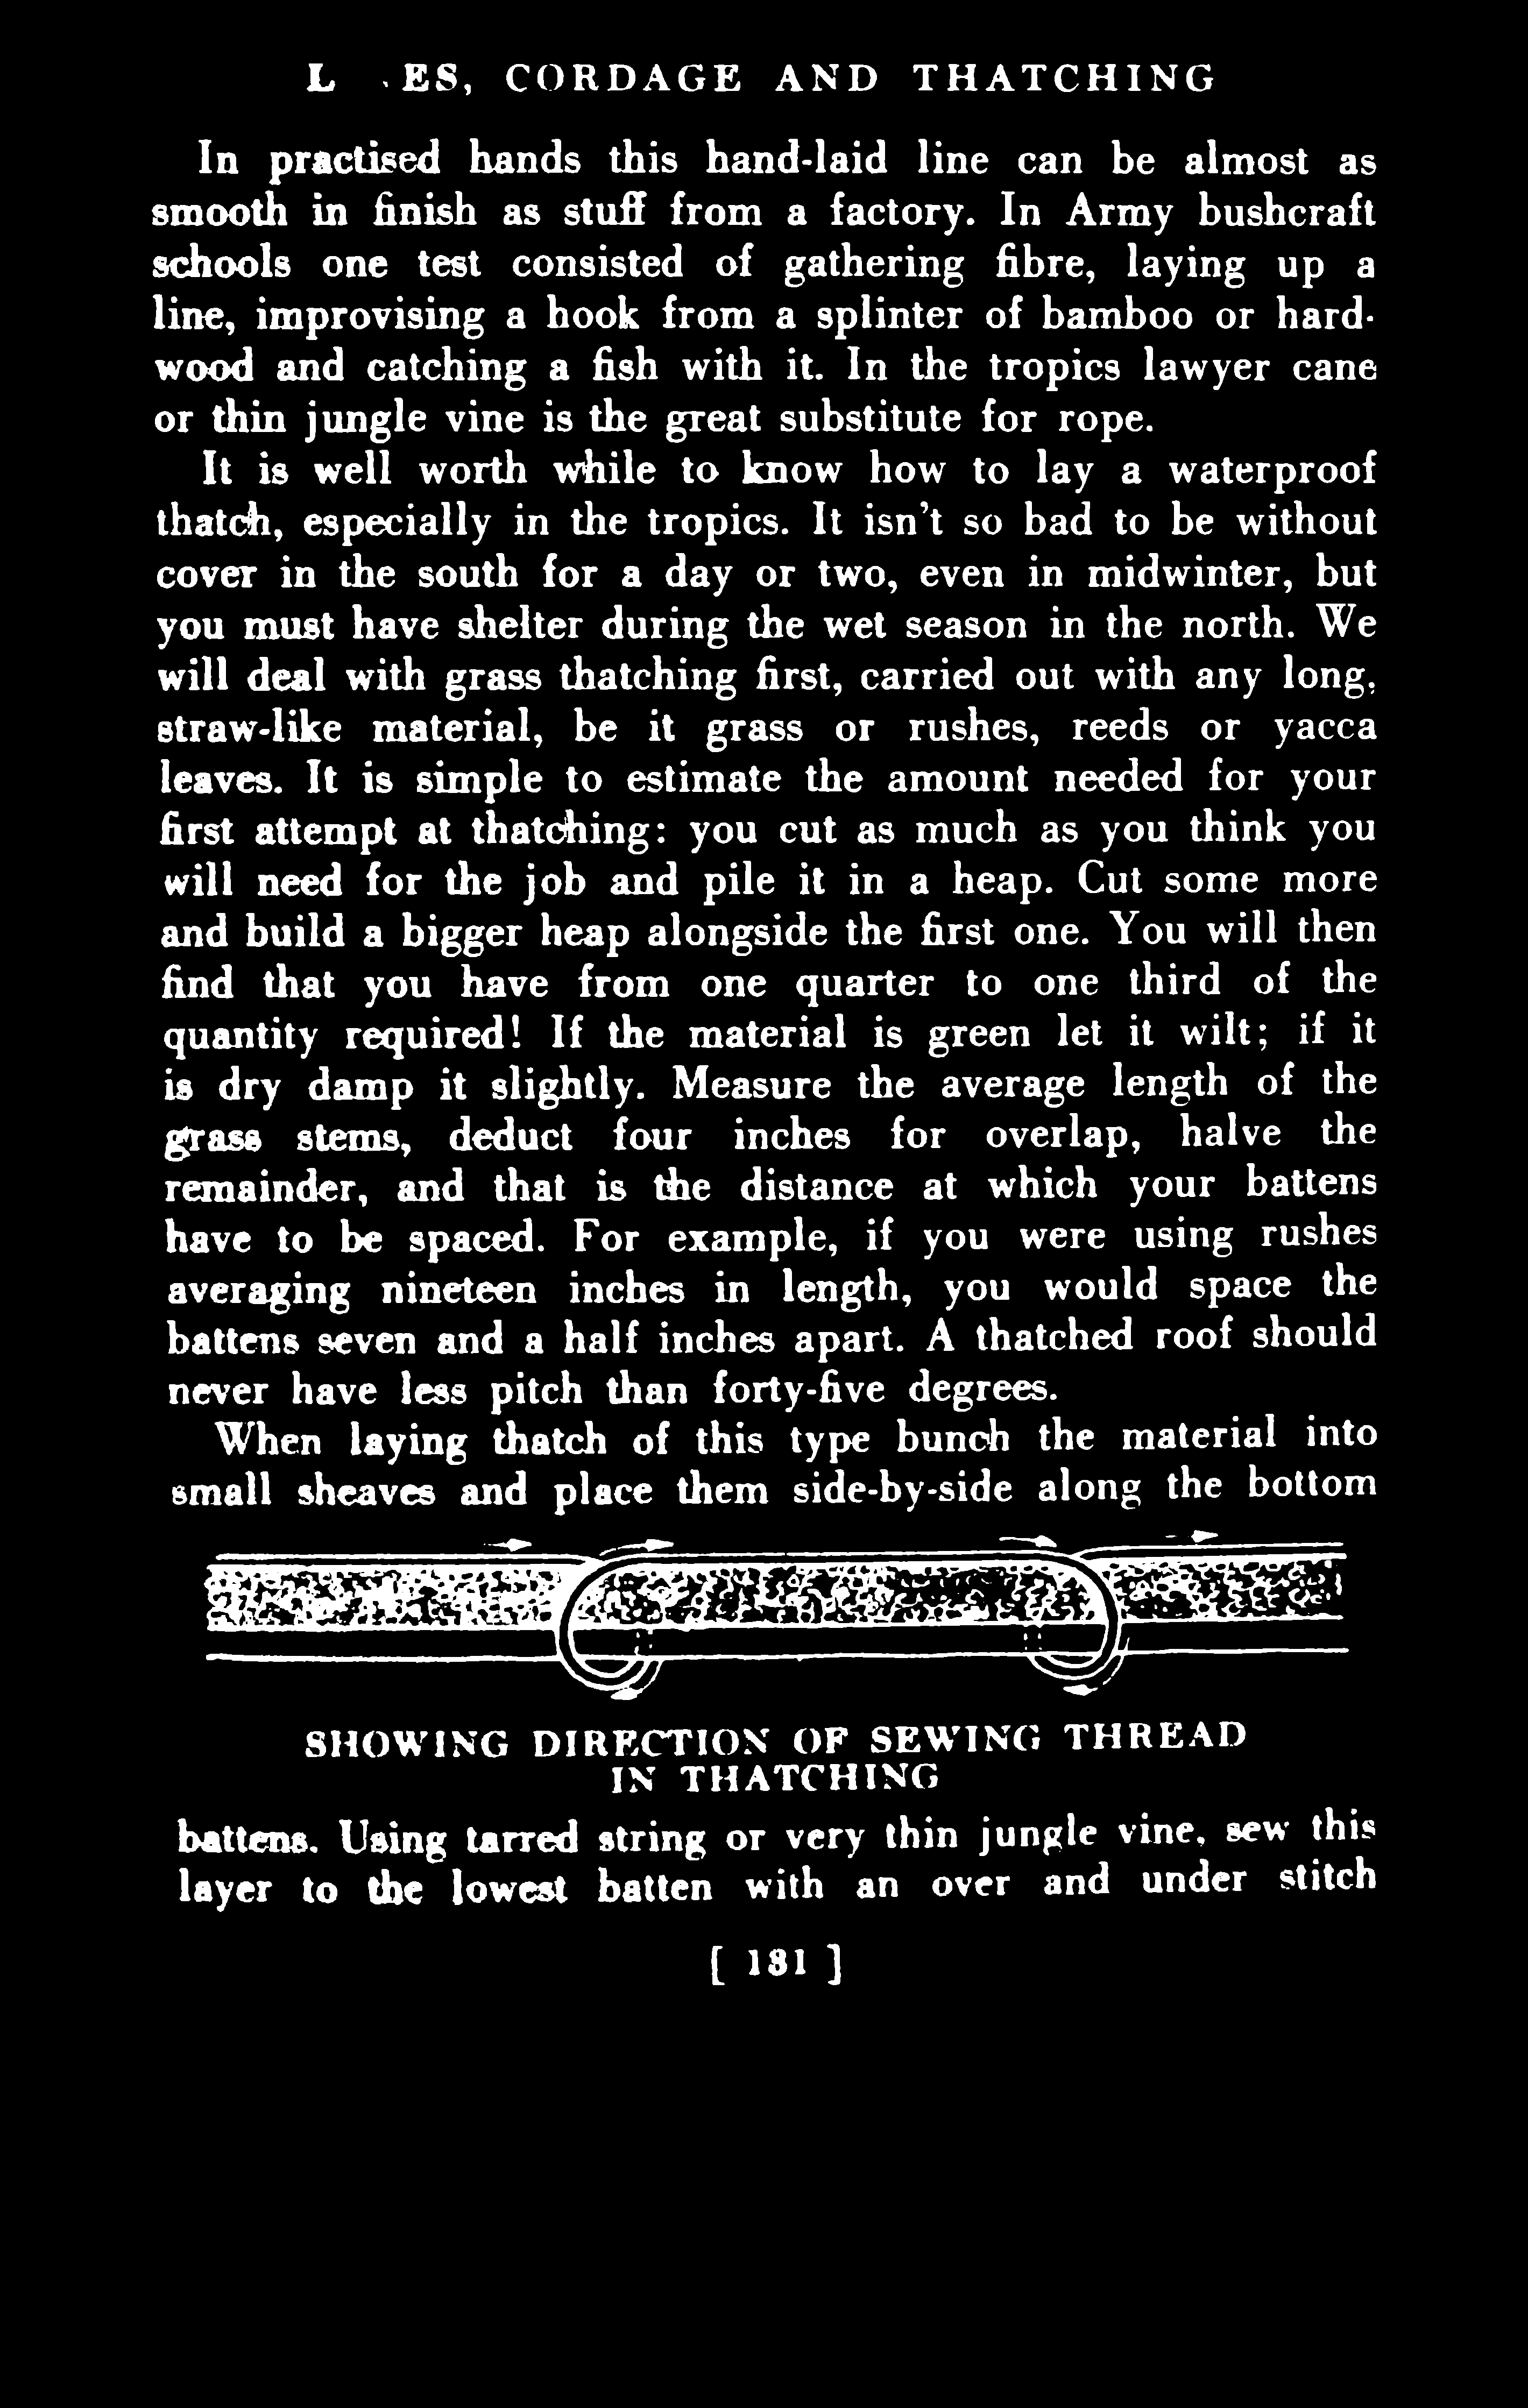 L ES, CORDAGE AND THATCHING
In practised hands this hand-laid line can be almost as
smooth in finish as stuff from a factory. In Army bushcraft
schools one test consisted of gathering fibre, laying up a
line, improvising a hook from a splinter of bamboo or hard-
wood and catching a fish with it. In the tropics lawyer cane
or thin jungle vine is the great substitute for rope.
It is well worth while to know how to lay a waterproof
thatch, especially in the tropics. It isn't so bad to be without
cover in the south for a day or two, even in midwinter, but
you must have shelter during the wet season in the north. We
will deal with grass thatching first, carried out with any long,
straw-like material, be it grass or rushes, reeds or yacca
leaves. It is simple to estimate the amount needed for your
first attempt at thatching: you cut as much as you think you
will need for the job and pile it in a heap. Cut some more
and build a bigger heap alongside the first one. You will then
find that you have from one quarter to one third of the
quantity required! If the material is green let it wilt; if it
is dry damp it slightly. Measure the average length of the
grass stems, deduct four inches for overlap, halve the
remainder, and that is the distance at which your battens
have to be spaced. For example, if you were using rushes
averaging nineteen inches in length, you would space the
battens seven and a half inches apart. A thatched roof should
never have less pitch than forty-five degrees.
When laying thatch of this type bunch the material into
small sheaves and place them side-by-side along the bottom
SHOWING DIRECTION OF SEWING THREAD
IN THATCHING
battens. Using tarred string or very thin jungle vine, sew this
layer to the lowest batten with an over and under stitch
[ 131 ]